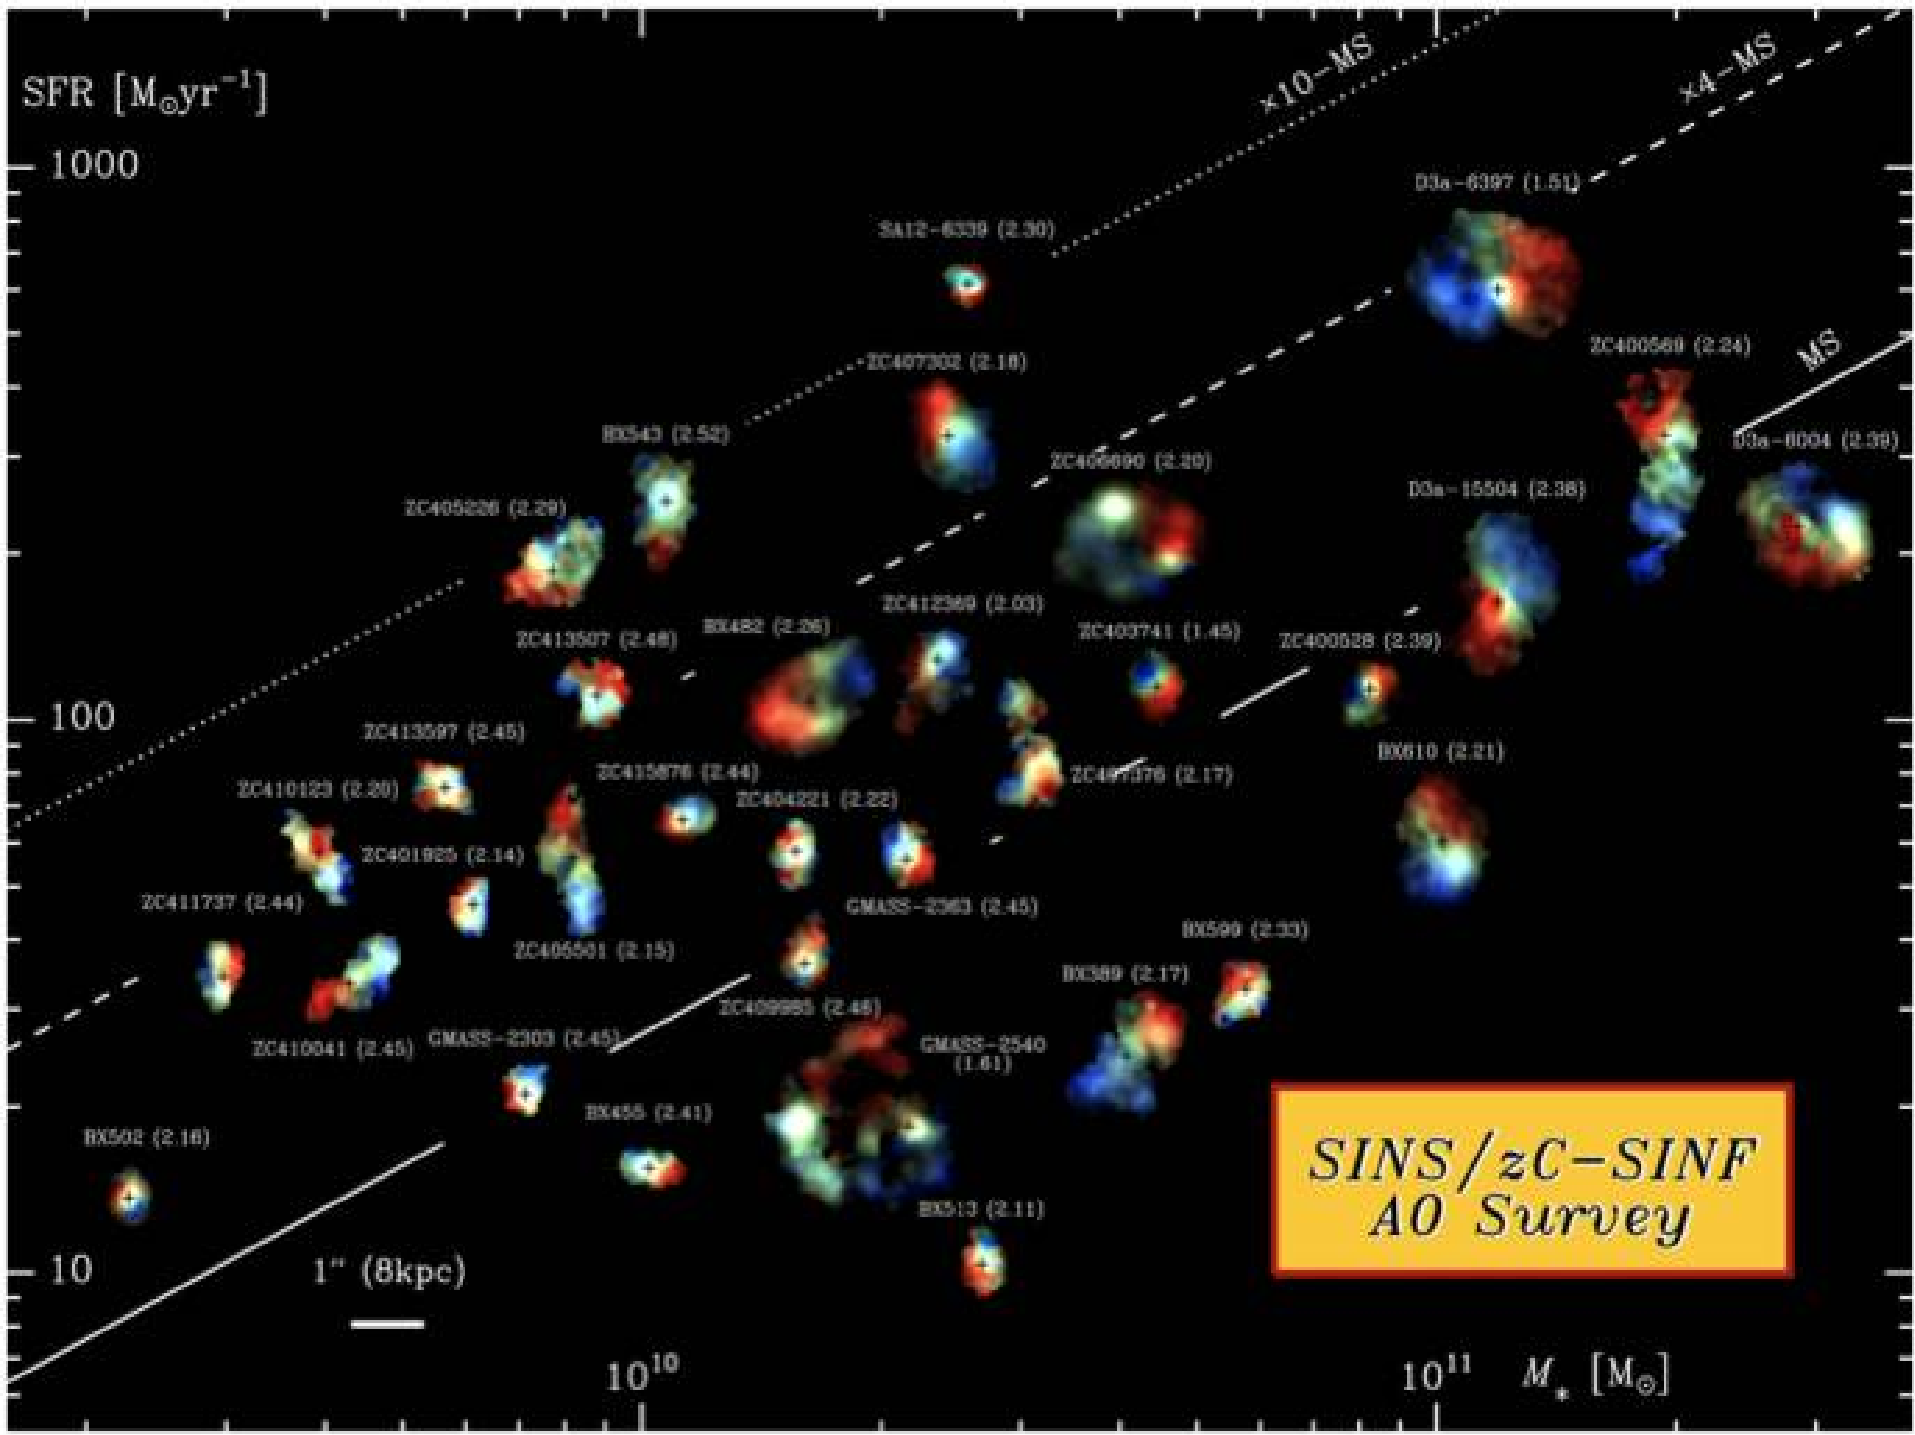 ×10−MS
×4−MS
SFR [M⊙yr⁻¹]
1000
D3a−6397 (1.51)
SA12−6339 (2.30)
ZC400569 (2.24)
MS
ZC407302 (2.18)
BX543 (2.52)
D3a−6004 (2.39)
ZC406690 (2.20)
D3a−15504 (2.38)
ZC405226 (2.29)
ZC412369 (2.03)
BX482 (2.26)
ZC403741 (1.45)
ZC413507 (2.48)
ZC400528 (2.39)
100
ZC413597 (2.45)
BX610 (2.21)
ZC415876 (2.44)
ZC407376 (2.17)
ZC410123 (2.20)
ZC404221 (2.22)
ZC401925 (2.14)
ZC411737 (2.44)
GMASS−2363 (2.45)
BX599 (2.33)
ZC405501 (2.15)
BX389 (2.17)
ZC409985 (2.46)
GMASS−2303 (2.45)
ZC410041 (2.45)
GMASS−2540
(1.61)
BX455 (2.41)
BX502 (2.16)
SINS/zC−SINF
AO Survey
BX513 (2.11)
10
1″ (8kpc)
10¹⁰
10¹¹
M* [M⊙]